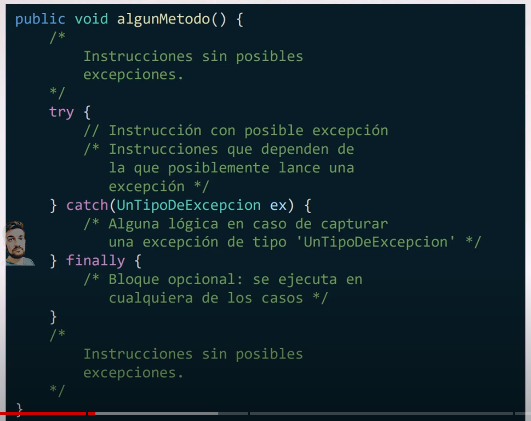 public void algunMetodo() {
/*
Instrucciones sin posibles
excepciones.
*/
try {
// Instrucción con posible excepción
/* Instrucciones que dependen de
la que posiblemente lance una
excepción */
} catch(UnTipoDeExcepcion ex) {
/* Alguna lógica en caso de capturar
una excepción de tipo 'UnTipoDeExcepcion' */
} finally {
/* Bloque opcional: se ejecuta en
cualquiera de los casos */
}
/*
Instrucciones sin posibles
excepciones.
*/
}